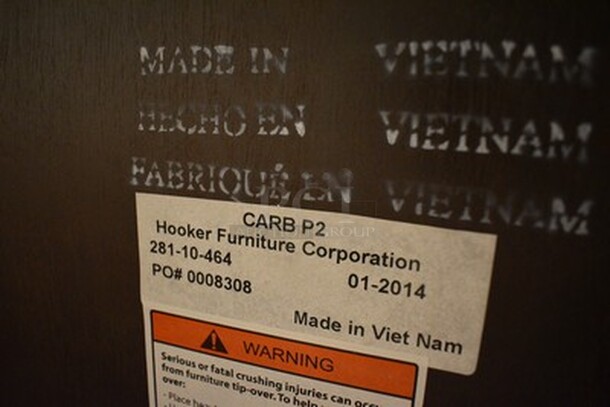 MADE IN VIETNAM
HECHO EN VIETNAM
FABRIQUÉ EN VIETNAM
CARB P2
Hooker Furniture Corporation
281-10-464 01-2014
PO# 0008308
Made in Viet Nam
WARNING
Serious or fatal crushing injuries can
from furniture tip-over. To help
over:
- Place